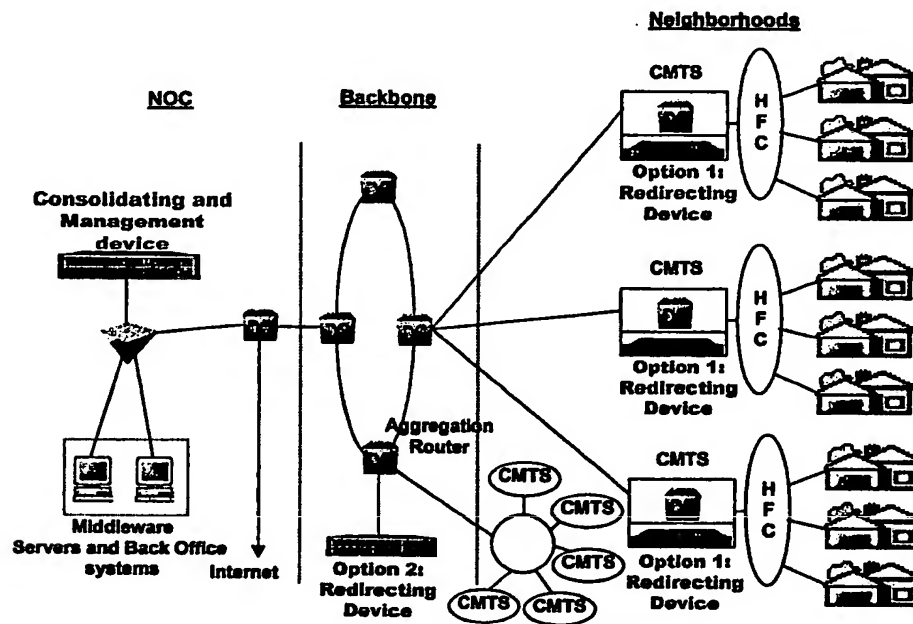 Neighborhoods
NOC
Backbone
CMTS
H
F
C
Option 1:
Redirecting
Device
Consolidating and
Management
device
CMTS
H
F
C
Option 1:
Redirecting
Device
Aggregation
Router
CMTS
H
F
C
Option 1:
Redirecting
Device
CMTS
CMTS
CMTS
CMTS
CMTS
Middleware
Servers and Back Office
systems
Internet
Option 2:
Redirecting
Device